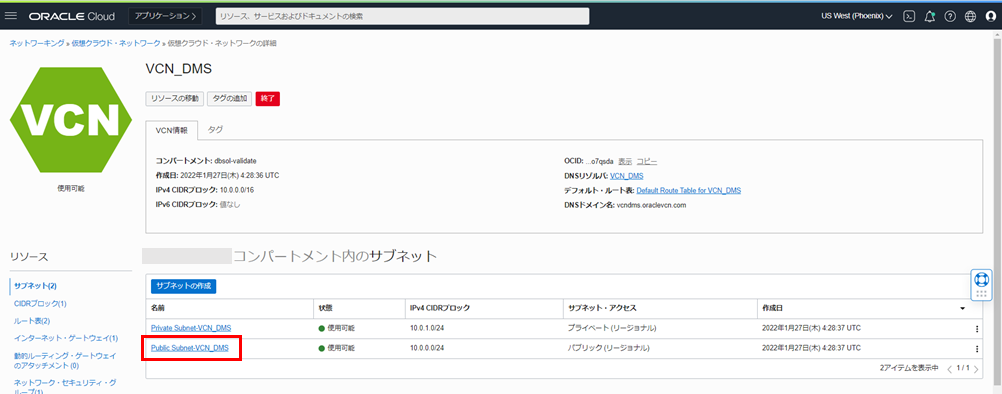 ORACLE Cloud アプリケーション リソース、サービスおよびドキュメントの検索 US West (Phoenix)
ネットワーキング » 仮想クラウド・ネットワーク » 仮想クラウド・ネットワークの詳細
VCN
使用可能
VCN_DMS
リソースの移動 タグの追加 終了
VCN情報 タグ
コンパートメント: dbsol-validate
作成日: 2022年1月27日(木) 4:28:36 UTC
IPv4 CIDRブロック: 10.0.0.0/16
IPv6 CIDRブロック: 値なし
OCID: ...o7qsda 表示 コピー
DNSリゾルバ: VCN_DMS
デフォルト・ルート表: Default Route Table for VCN_DMS
DNSドメイン名: vcndms.oraclevcn.com
リソース
サブネット(2)
CIDRブロック(1)
ルート表(2)
インターネット・ゲートウェイ(1)
動的ルーティング・ゲートウェイ
のアタッチメント (0)
ネットワーク・セキュリティ・グ
ループ(1)
コンパートメント内のサブネット
サブネットの作成
名前 状態 IPv4 CIDRブロック サブネット・アクセス 作成日
Private Subnet-VCN_DMS 使用可能 10.0.1.0/24 プライベート (リージョナル) 2022年1月27日(木) 4:28:37 UTC
Public Subnet-VCN_DMS 使用可能 10.0.0.0/24 パブリック (リージョナル) 2022年1月27日(木) 4:28:37 UTC
2アイテムを表示中 1 / 1